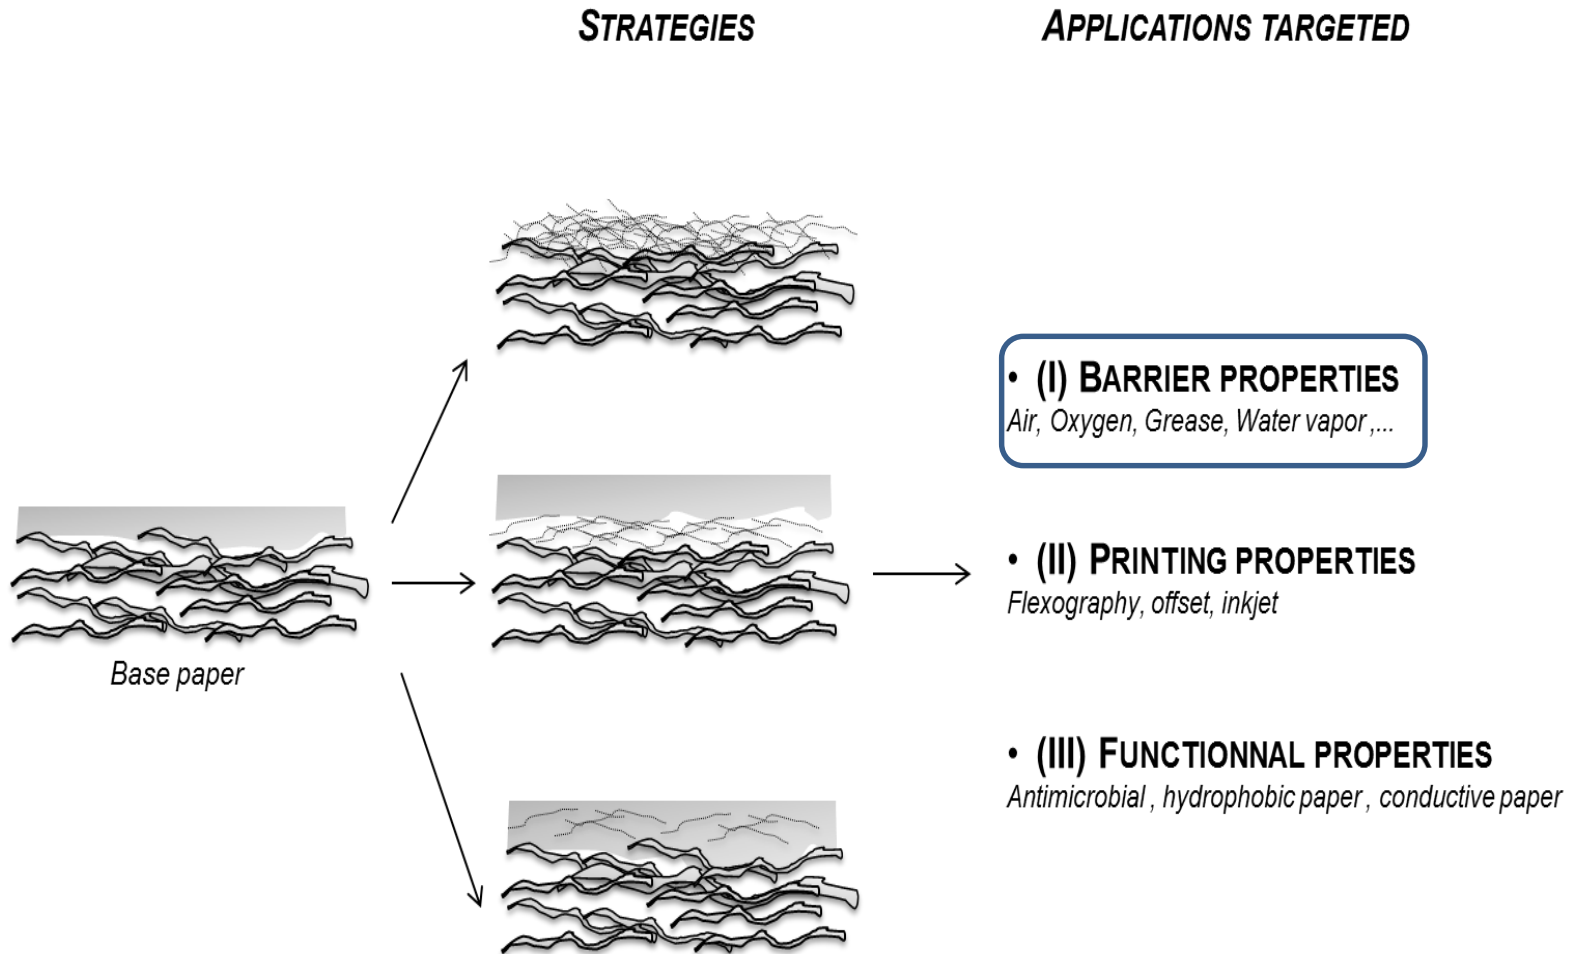 STRATEGIES
APPLICATIONS TARGETED
• (I) BARRIER PROPERTIES
Air, Oxygen, Grease, Water vapor ,...
• (II) PRINTING PROPERTIES
Flexography, offset, inkjet
Base paper
• (III) FUNCTIONNAL PROPERTIES
Antimicrobial , hydrophobic paper , conductive paper